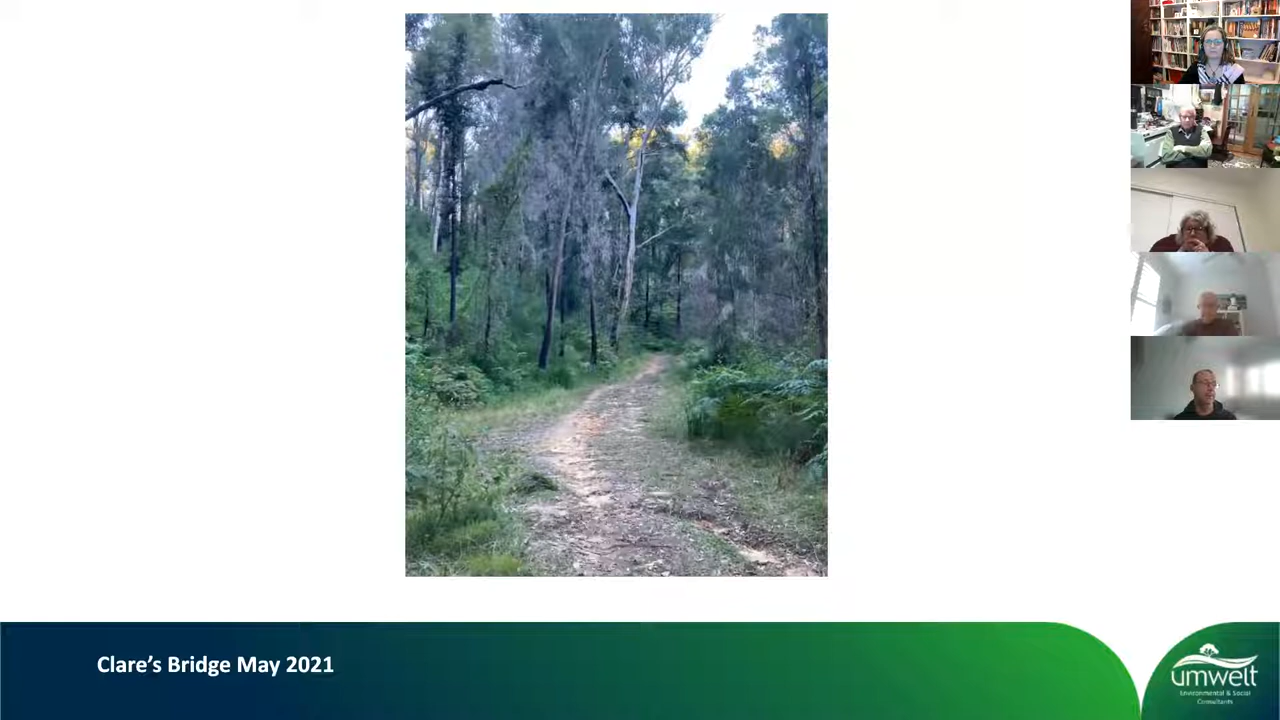 Clare's Bridge May 2021
umwelt
Environmental & Social
Consultants